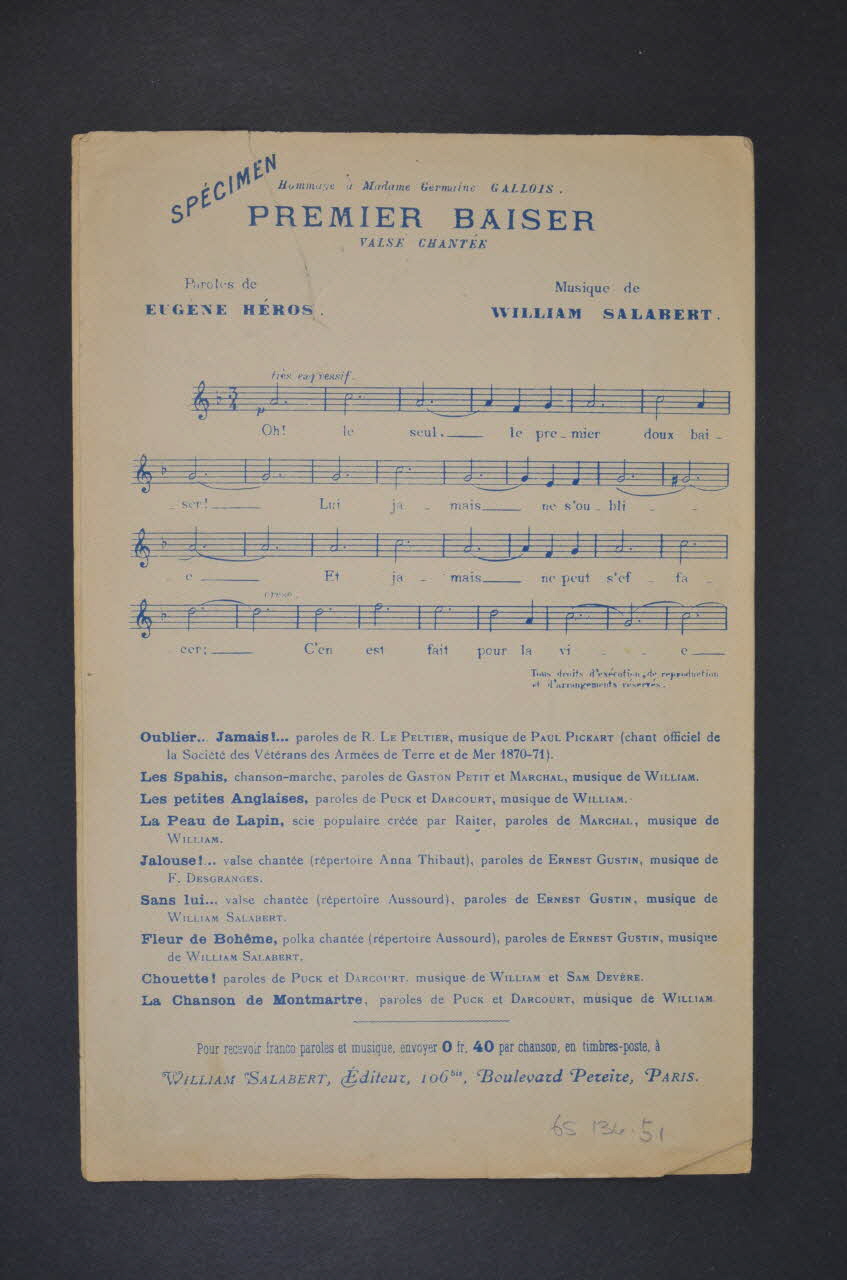 SPÉCIMEN
Hommage à Madame Germaine GALLOIS.
PREMIER BAISER
VALSE CHANTÉE
Paroles de
EUGÈNE HÉROS.
Musique de
WILLIAM SALABERT.
très expressif.
p
Oh! le seul, le pre-mier doux bai-
-ser! Lui ja-mais ne s'ou-bli--
-e Et ja-mais ne peut s'ef-fa-
cresc.
-cer; C'en est fait pour la vi---e
Tous droits d'exécution, de reproduction
et d'arrangements réservés.
Oublier... Jamais!... paroles de R. LE PELTIER, musique de PAUL PICKART (chant officiel de
la Société des Vétérans des Armées de Terre et de Mer 1870-71).
Les Spahis, chanson-marche, paroles de GASTON PETIT et MARCHAL, musique de WILLIAM.
Les petites Anglaises, paroles de PUCK et DARCOURT, musique de WILLIAM.
La Peau de Lapin, scie populaire créée par Raiter, paroles de MARCHAL, musique de
WILLIAM.
Jalouse!... valse chantée (répertoire Anna Thibaut), paroles de ERNEST GUSTIN, musique de
F. DESGRANGES.
Sans lui... valse chantée (répertoire Aussourd), paroles de ERNEST GUSTIN, musique de
WILLIAM SALABERT.
Fleur de Bohême, polka chantée (répertoire Aussourd), paroles de ERNEST GUSTIN, musique
de WILLIAM SALABERT.
Chouette! paroles de PUCK et DARCOURT. musique de WILLIAM et SAM DEVÈRE.
La Chanson de Montmartre, paroles de PUCK et DARCOURT, musique de WILLIAM
Pour recevoir franco paroles et musique, envoyer 0 fr. 40 par chanson, en timbres-poste, à
WILLIAM SALABERT, Éditeur, 106bis, Boulevard Pereire, PARIS.
65 134.51